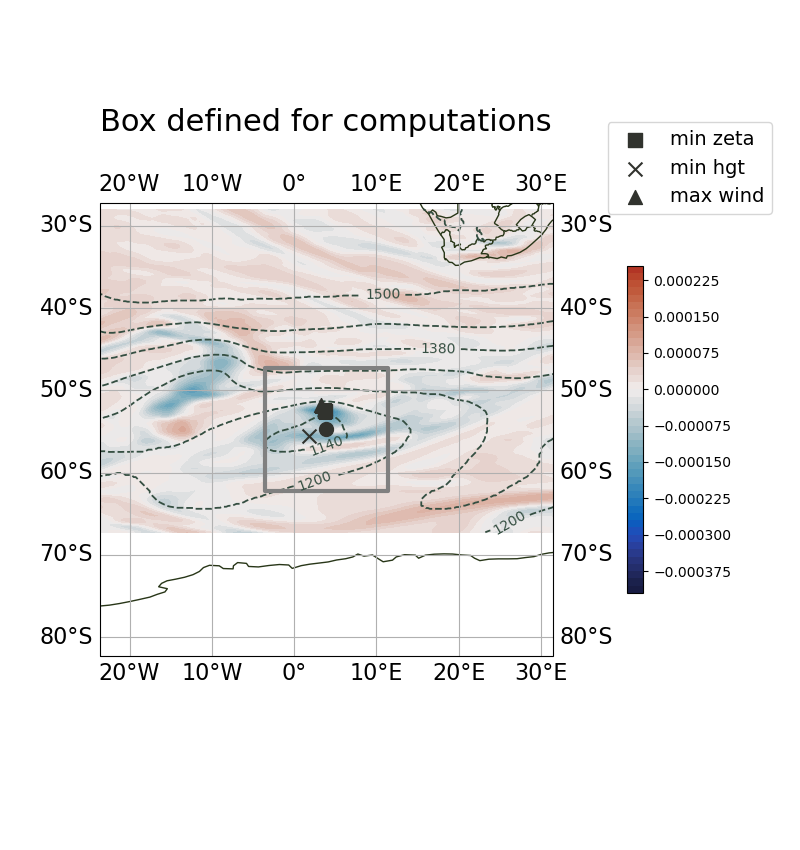 Box defined for computations
min zeta
min hgt
max wind
20°W 10°W 0° 10°E 20°E 30°E
30°S 30°S
40°S 40°S
50°S 50°S
60°S 60°S
70°S 70°S
80°S 80°S
20°W 10°W 0° 10°E 20°E 30°E
1500
1380
1140
1200
1200
0.000225
0.000150
0.000075
0.000000
−0.000075
−0.000150
−0.000225
−0.000300
−0.000375